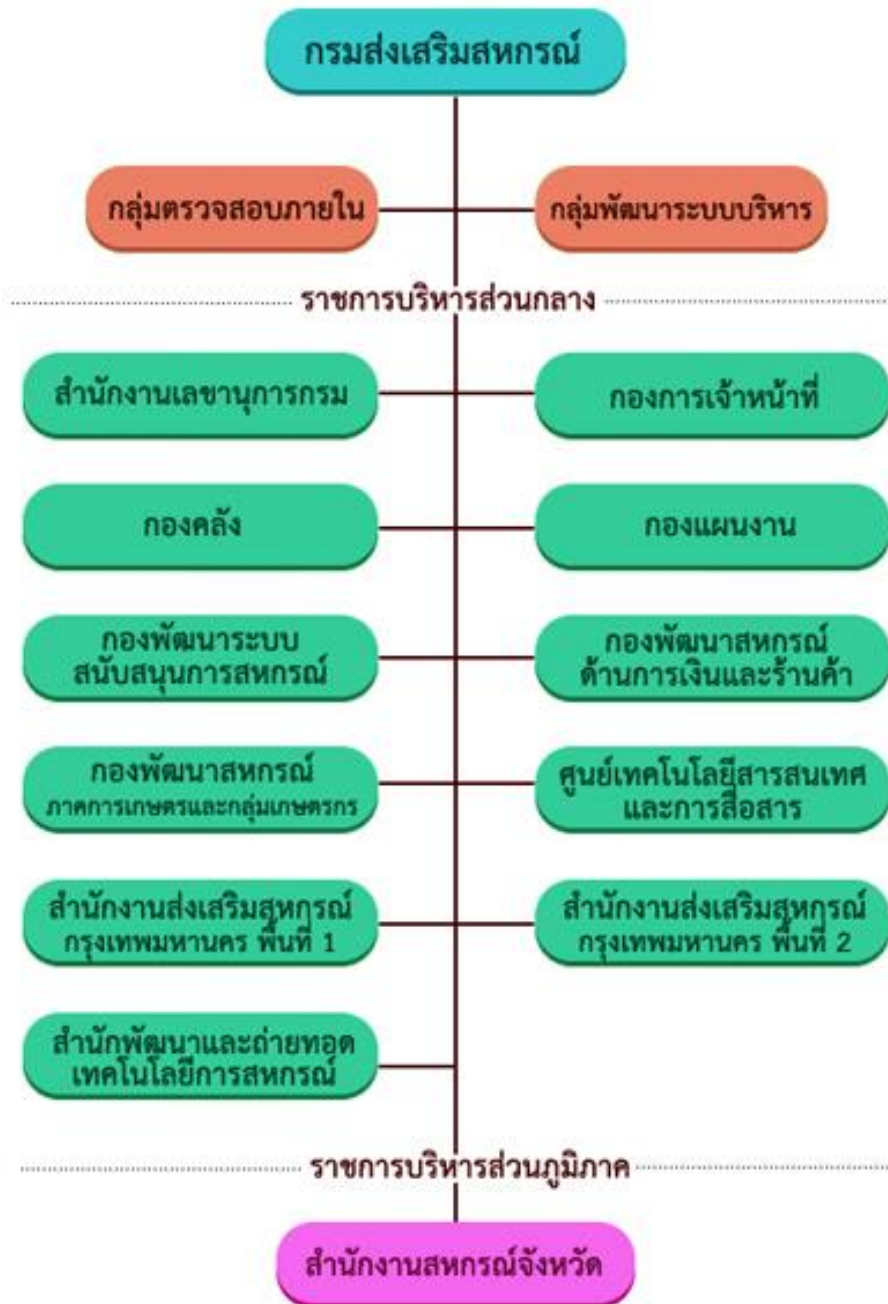 กรมส่งเสริมสหกรณ์
กลุ่มตรวจสอบภายใน
กลุ่มพัฒนาระบบบริหาร
ราชการบริหารส่วนกลาง
สำนักงานเลขานุการกรม
กองการเจ้าหน้าที่
กองคลัง
กองแผนงาน
กองพัฒนาระบบ
สนับสนุนการสหกรณ์
กองพัฒนาสหกรณ์
ด้านการเงินและร้านค้า
กองพัฒนาสหกรณ์
ภาคการเกษตรและกลุ่มเกษตรกร
ศูนย์เทคโนโลยีสารสนเทศ
และการสื่อสาร
สำนักงานส่งเสริมสหกรณ์
กรุงเทพมหานคร พื้นที่ 1
สำนักงานส่งเสริมสหกรณ์
กรุงเทพมหานคร พื้นที่ 2
สำนักพัฒนาและถ่ายทอด
เทคโนโลยีการสหกรณ์
ราชการบริหารส่วนภูมิภาค
สำนักงานสหกรณ์จังหวัด